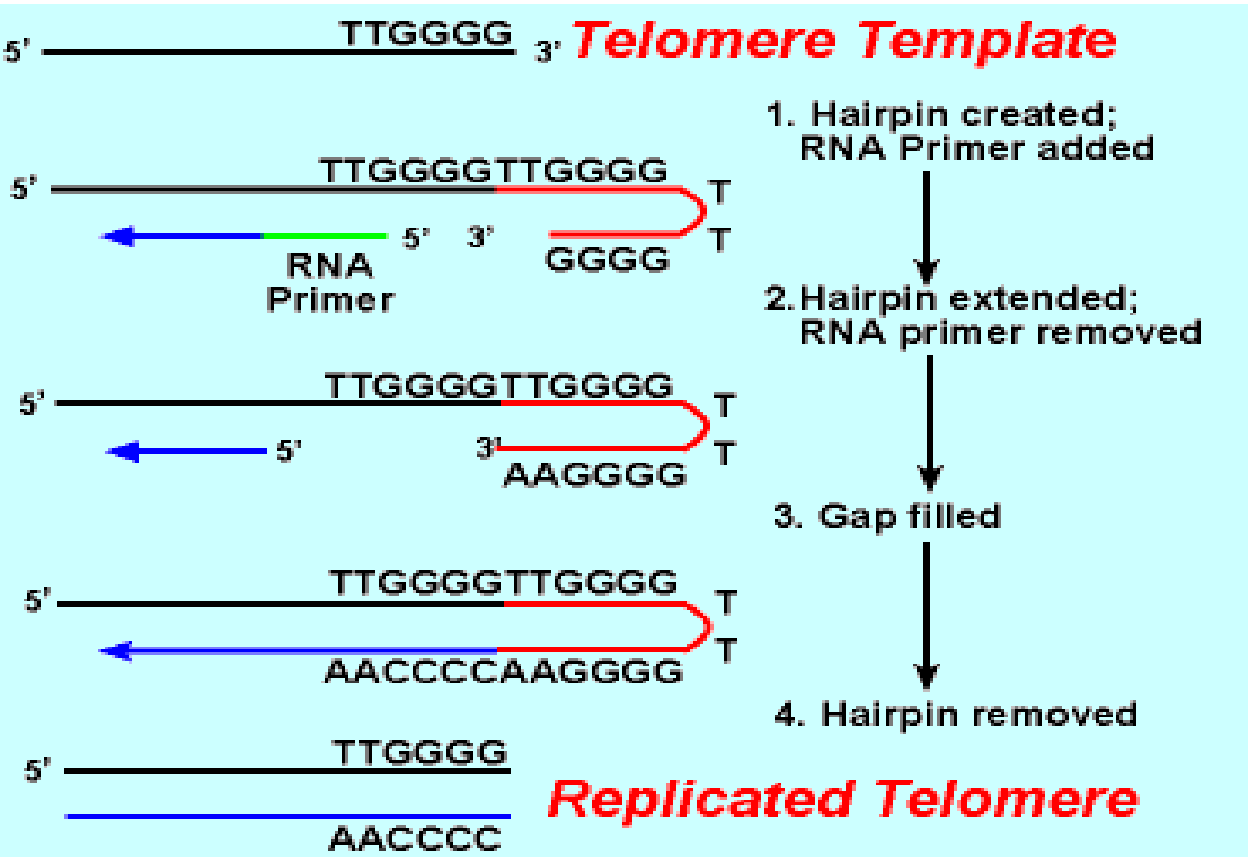 TTGGGG
5' 3' Telomere Template
1. Hairpin created;
RNA Primer added
TTGGGGTTGGGG
5' T
5' 3' T
GGGG
RNA
Primer
2.Hairpin extended;
RNA primer removed
TTGGGGTTGGGG
5' T
5' 3' T
AAGGGG
3. Gap filled
TTGGGGTTGGGG
5' T
T
AACCCCAAGGGG
4. Hairpin removed
TTGGGG
5'
Replicated Telomere
AACCCC